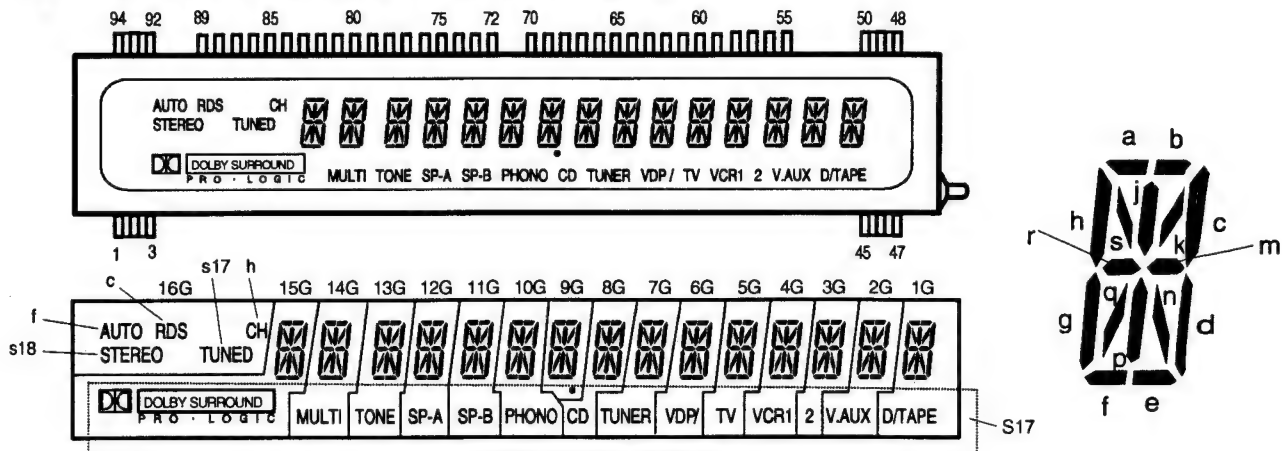 94 92 89 85 80 75 72 70 65 60 55 50 48
AUTO RDS CH
STEREO TUNED
DOLBY SURROUND
PRO · LOGIC
MULTI TONE SP-A SP-B PHONO CD TUNER VDP/ TV VCR1 2 V.AUX D/TAPE
1 3 45 47
c s17 h
16G 15G 14G 13G 12G 11G 10G 9G 8G 7G 6G 5G 4G 3G 2G 1G
f AUTO RDS CH
s18 STEREO TUNED
DOLBY SURROUND
PRO · LOGIC
MULTI TONE SP-A SP-B PHONO CD TUNER VDP/ TV VCR1 2 V.AUX D/TAPE
S17
a b
j
h c
r s k m
q n
g d
p
f e